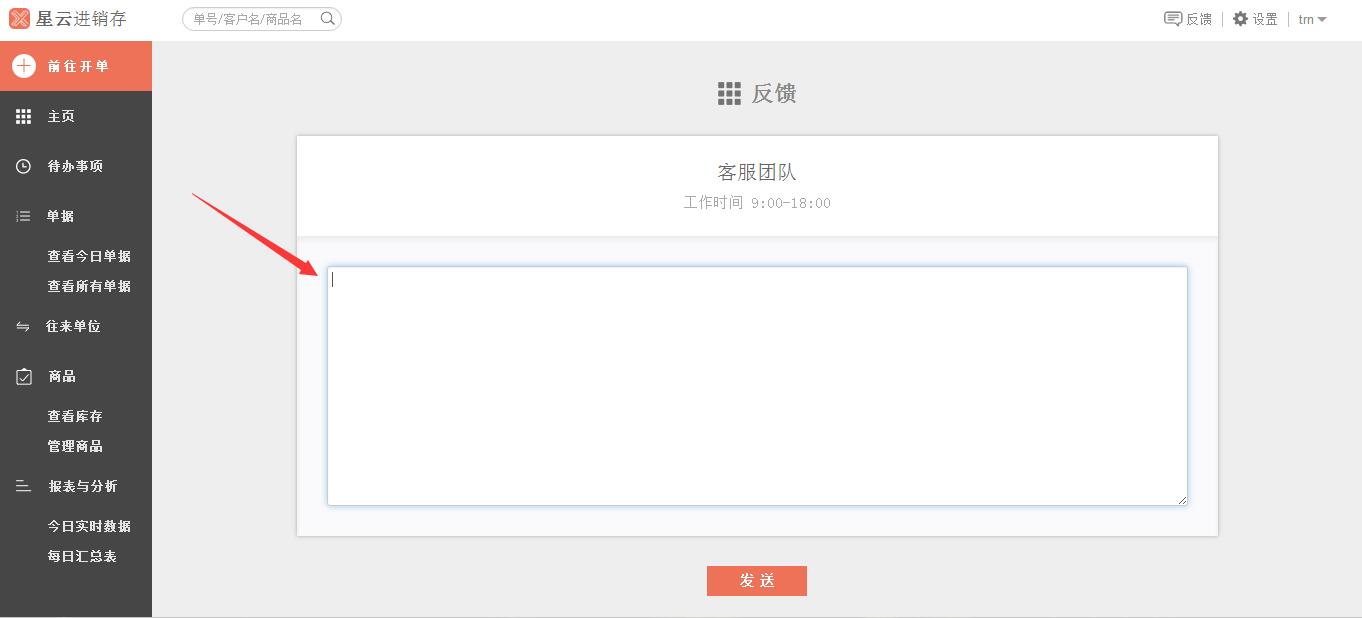 星云进销存
单号/客户名/商品名
反馈
设置
trn
前往开单
主页
待办事项
单据
查看今日单据
查看所有单据
往来单位
商品
查看库存
管理商品
报表与分析
今日实时数据
每日汇总表
反馈
客服团队
工作时间 9:00-18:00
发送